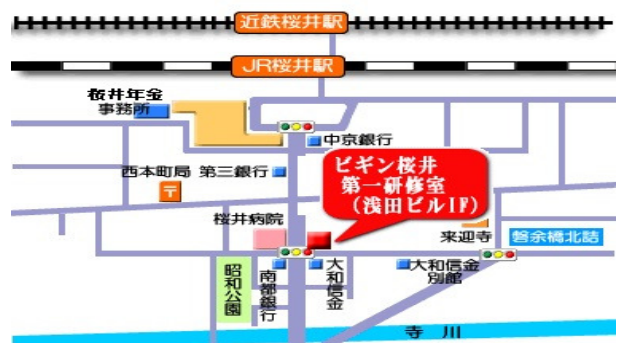 近鉄桜井駅
JR桜井駅
桜井年金
事務所
中京銀行
西本町局
第三銀行
〒
ビギン桜井
第一研修室
(浅田ビル1F)
桜井病院
来迎寺
磐余橋北詰
昭和公園
南都銀行
大和信金
大和信金
別館
寺川